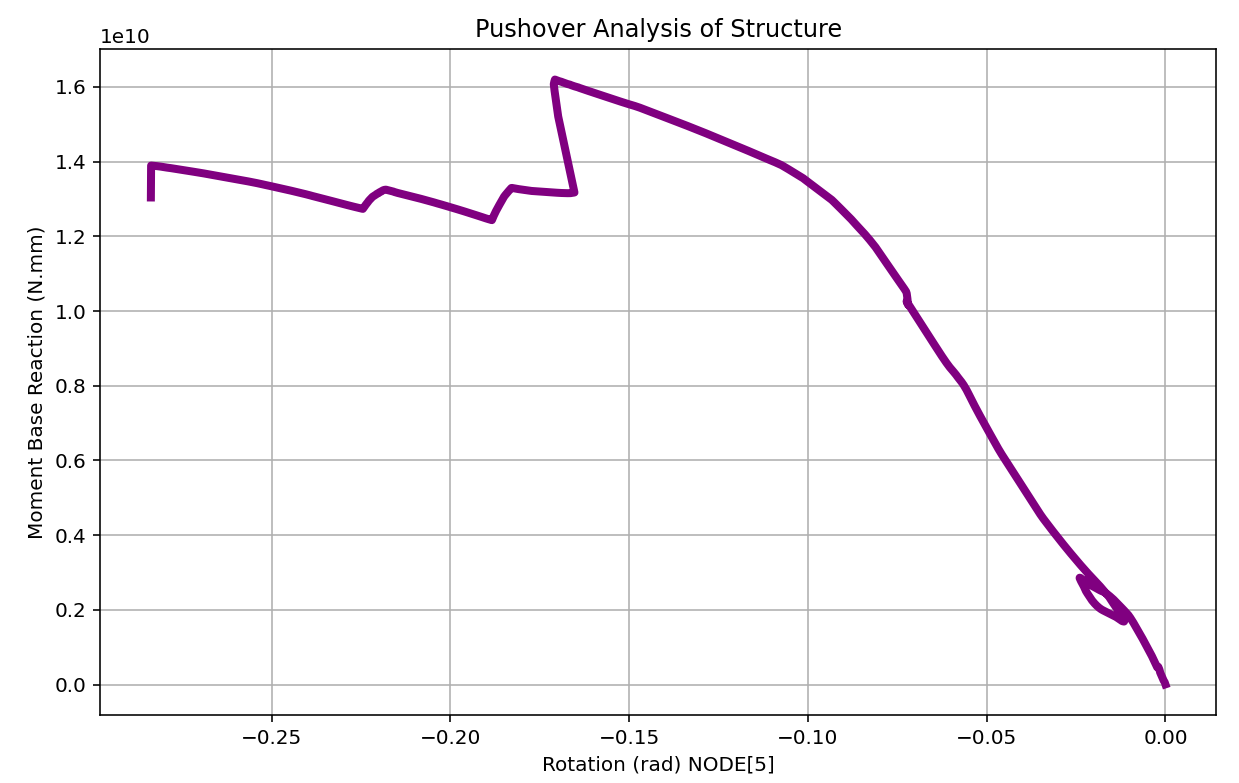 Pushover Analysis of Structure
1e10
1.6
1.4
1.2
1.0
0.8
0.6
0.4
0.2
0.0
Moment Base Reaction (N.mm)
−0.25 −0.20 −0.15 −0.10 −0.05 0.00
Rotation (rad) NODE[5]